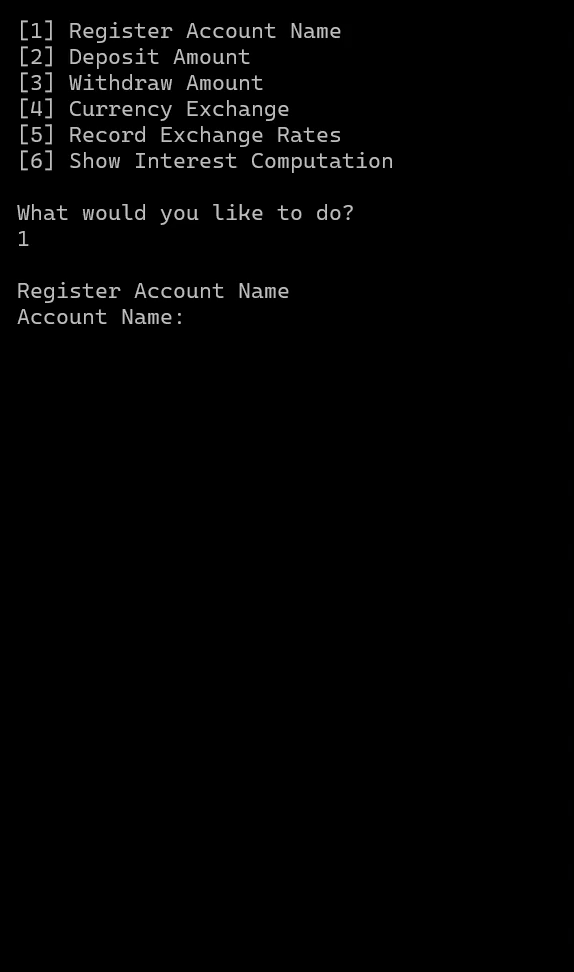 [1] Register Account Name
[2] Deposit Amount
[3] Withdraw Amount
[4] Currency Exchange
[5] Record Exchange Rates
[6] Show Interest Computation
What would you like to do?
1
Register Account Name
Account Name: